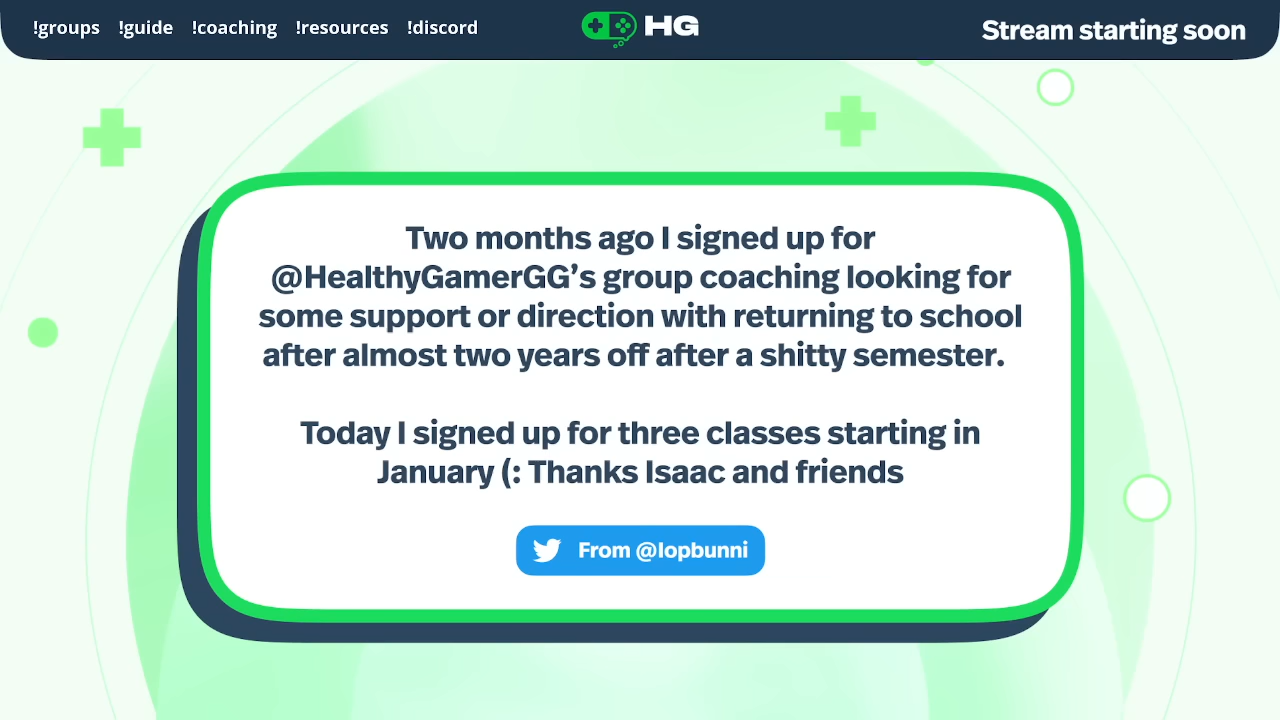 !groups !guide !coaching !resources !discord
HG
Stream starting soon
Two months ago I signed up for
@HealthyGamerGG’s group coaching looking for
some support or direction with returning to school
after almost two years off after a shitty semester.
Today I signed up for three classes starting in
January (: Thanks Isaac and friends
From @lopbunni